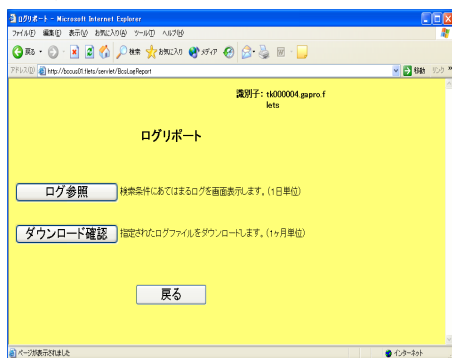 ログリポート - Microsoft Internet Explorer
ファイル(F) 編集(E) 表示(V) お気に入り(A) ツール(T) ヘルプ(H)
戻る 検索 お気に入り メディア
アドレス(D) http://bccus01.flets/servlet/BcsLogReport 移動 リンク »
識別子: tk000004.gapro.f
lets
ログリポート
ログ参照 検索条件にあてはまるログを画面表示します。(1日単位)
ダウンロード確認 指定されたログファイルをダウンロードします。(1ヶ月単位)
戻る
ページが表示されました インターネット